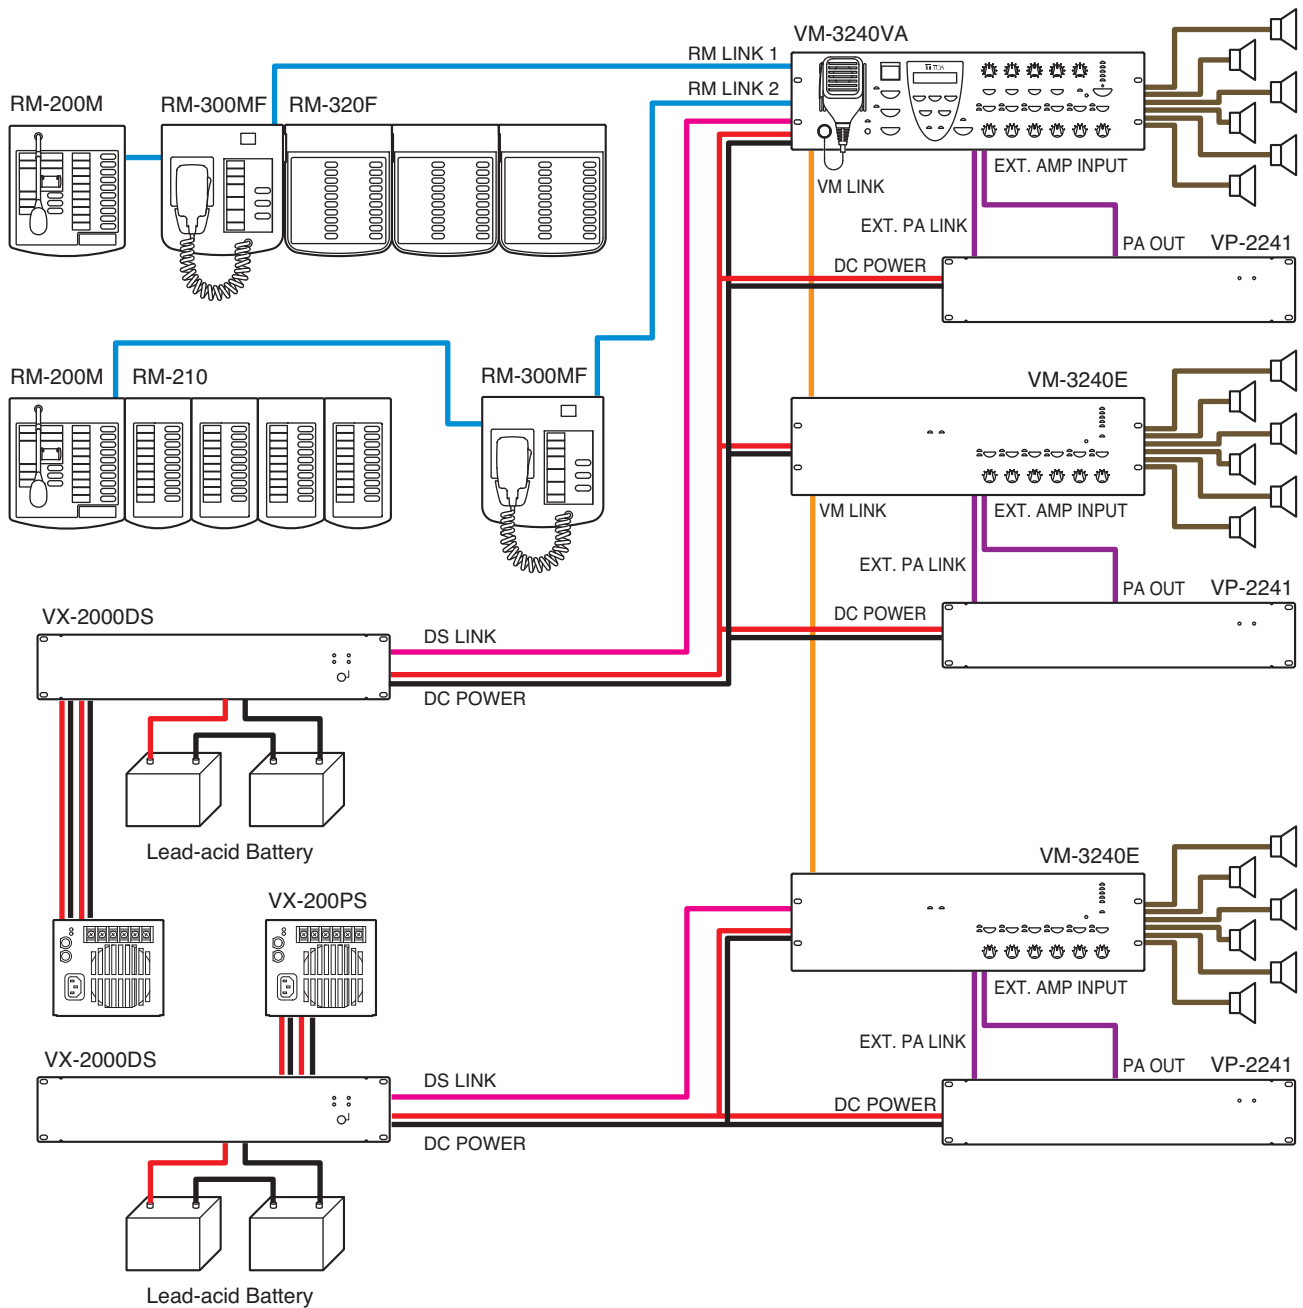 VM-3240VA
RM LINK 1
RM LINK 2
TOA
RM-200M
RM-300MF
RM-320F
VM LINK
EXT. AMP INPUT
EXT. PA LINK
PA OUT
VP-2241
DC POWER
RM-200M
RM-210
RM-300MF
VM-3240E
VM LINK
EXT. AMP INPUT
EXT. PA LINK
PA OUT
VP-2241
DC POWER
VX-2000DS
DS LINK
DC POWER
Lead-acid Battery
VM-3240E
VX-200PS
EXT. AMP INPUT
EXT. PA LINK
PA OUT
VP-2241
VX-2000DS
DS LINK
DC POWER
DC POWER
Lead-acid Battery